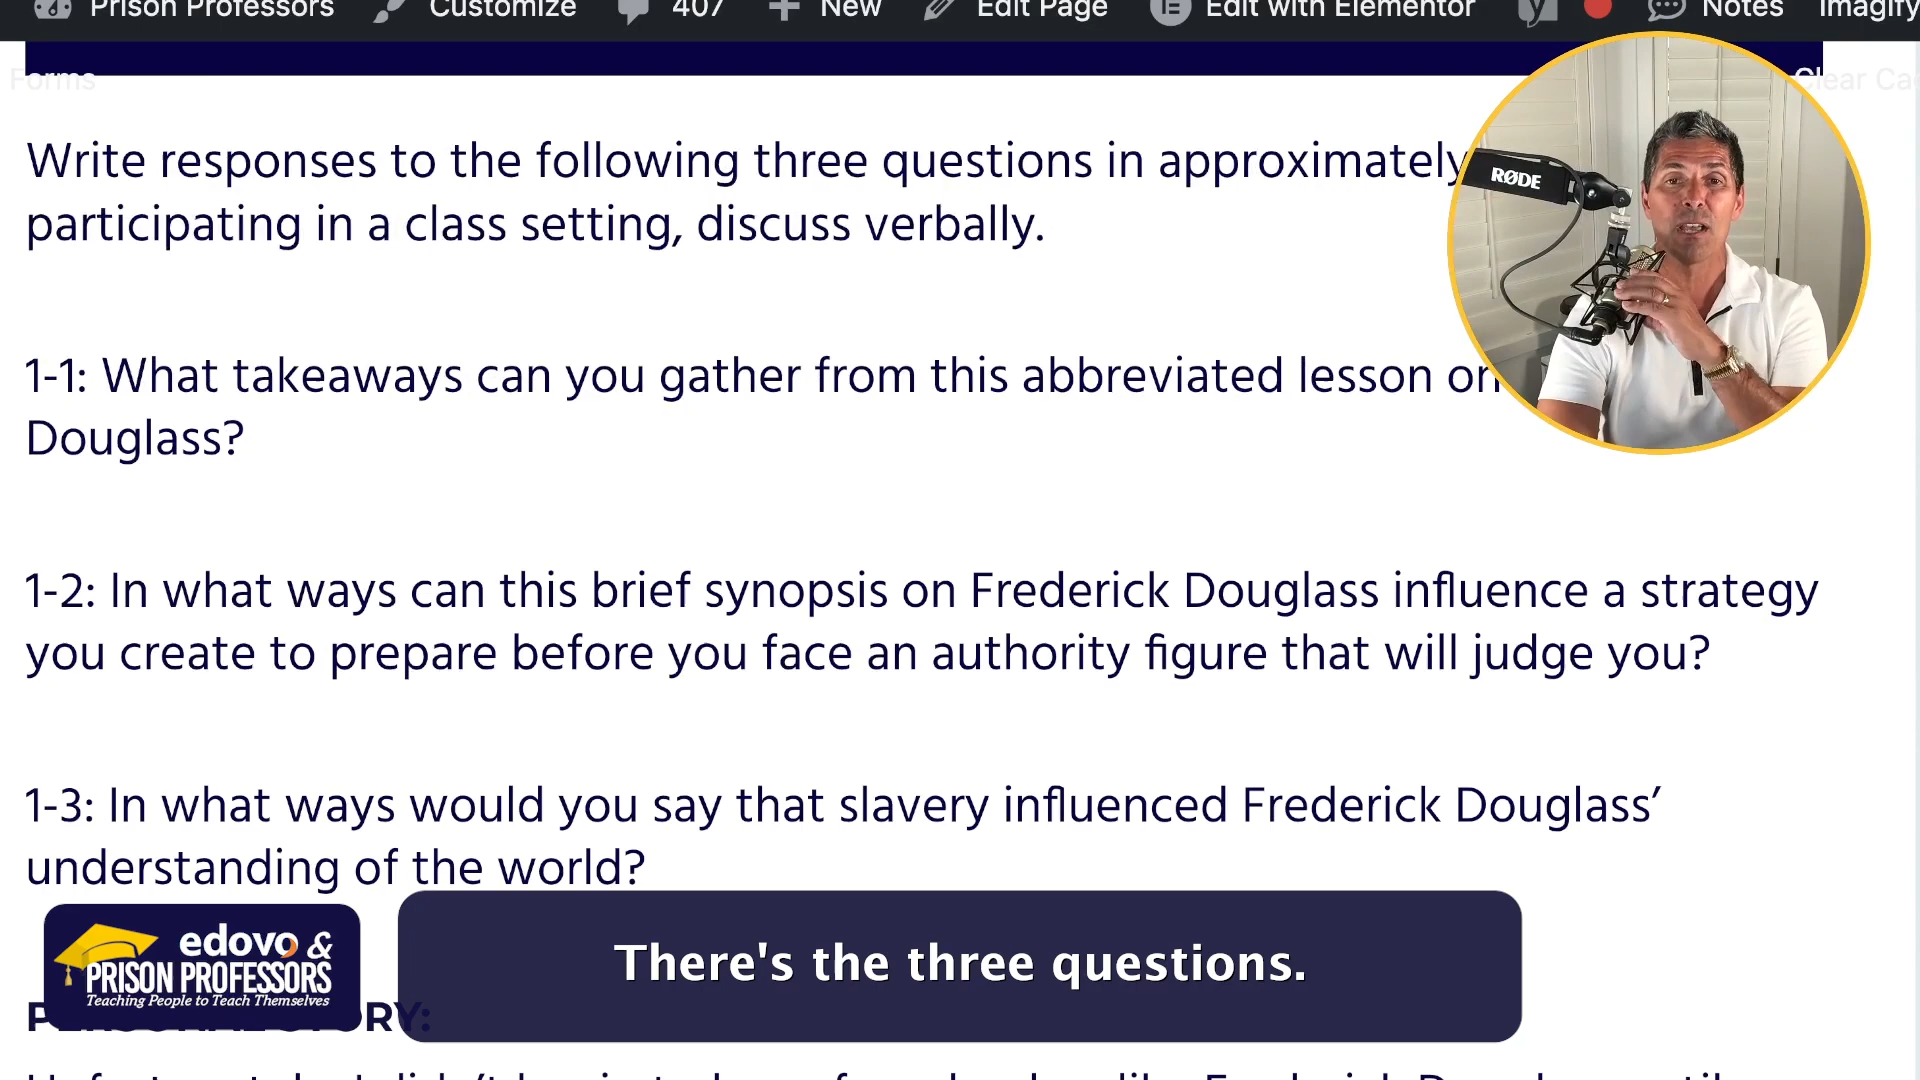 Prison Professors Customize 407 New Edit Page Edit with Elementor Notes Imagify
Forms Clear Ca
Write responses to the following three questions in approximately
participating in a class setting, discuss verbally.
RØDE
1-1: What takeaways can you gather from this abbreviated lesson on
Douglass?
1-2: In what ways can this brief synopsis on Frederick Douglass influence a strategy
you create to prepare before you face an authority figure that will judge you?
1-3: In what ways would you say that slavery influenced Frederick Douglass’
understanding of the world?
edovo &
PRISON PROFESSORS
Teaching People to Teach Themselves
There's the three questions.